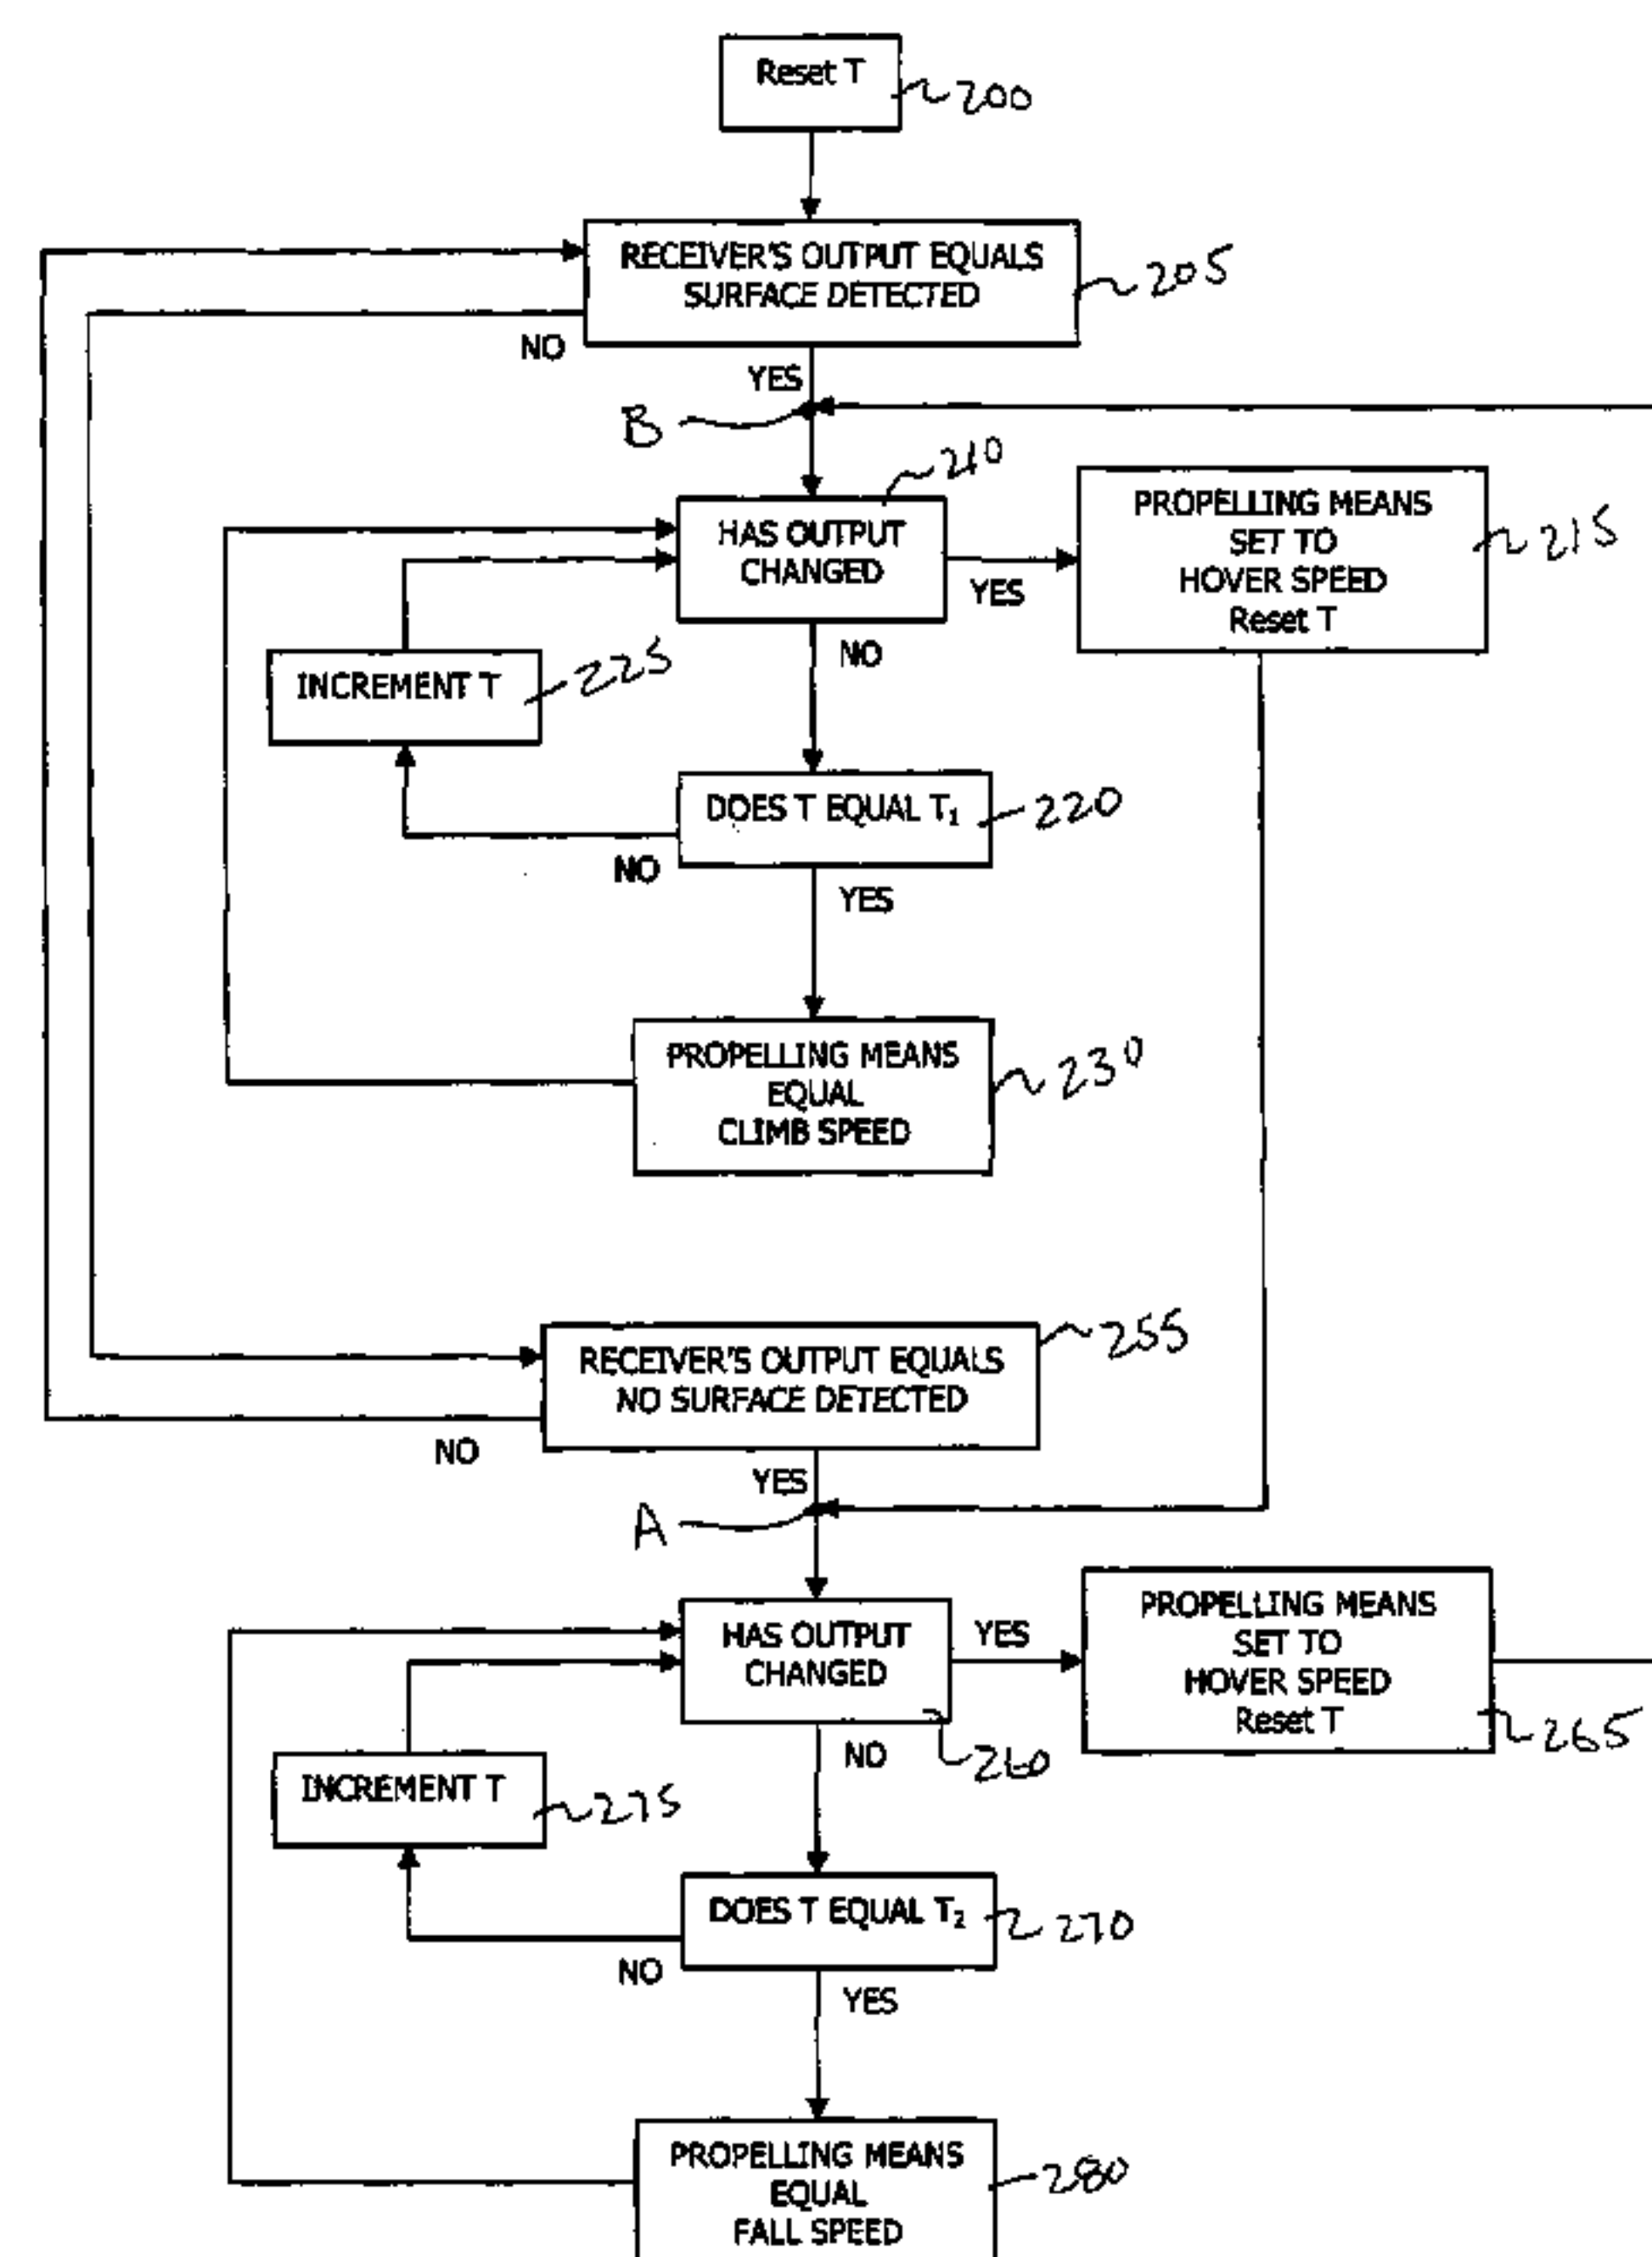 Reset T
200
RECEIVER'S OUTPUT EQUALS
SURFACE DETECTED
205
NO
YES
B
210
HAS OUTPUT
CHANGED
YES
PROPELLING MEANS
SET TO
HOVER SPEED
Reset T
215
NO
INCREMENT T
225
DOES T EQUAL T₁
220
NO
YES
PROPELLING MEANS
EQUAL
CLIMB SPEED
230
RECEIVER'S OUTPUT EQUALS
NO SURFACE DETECTED
255
NO
YES
A
HAS OUTPUT
CHANGED
YES
260
PROPELLING MEANS
SET TO
HOVER SPEED
Reset T
265
NO
INCREMENT T
275
DOES T EQUAL T₂
270
NO
YES
PROPELLING MEANS
EQUAL
FALL SPEED
280